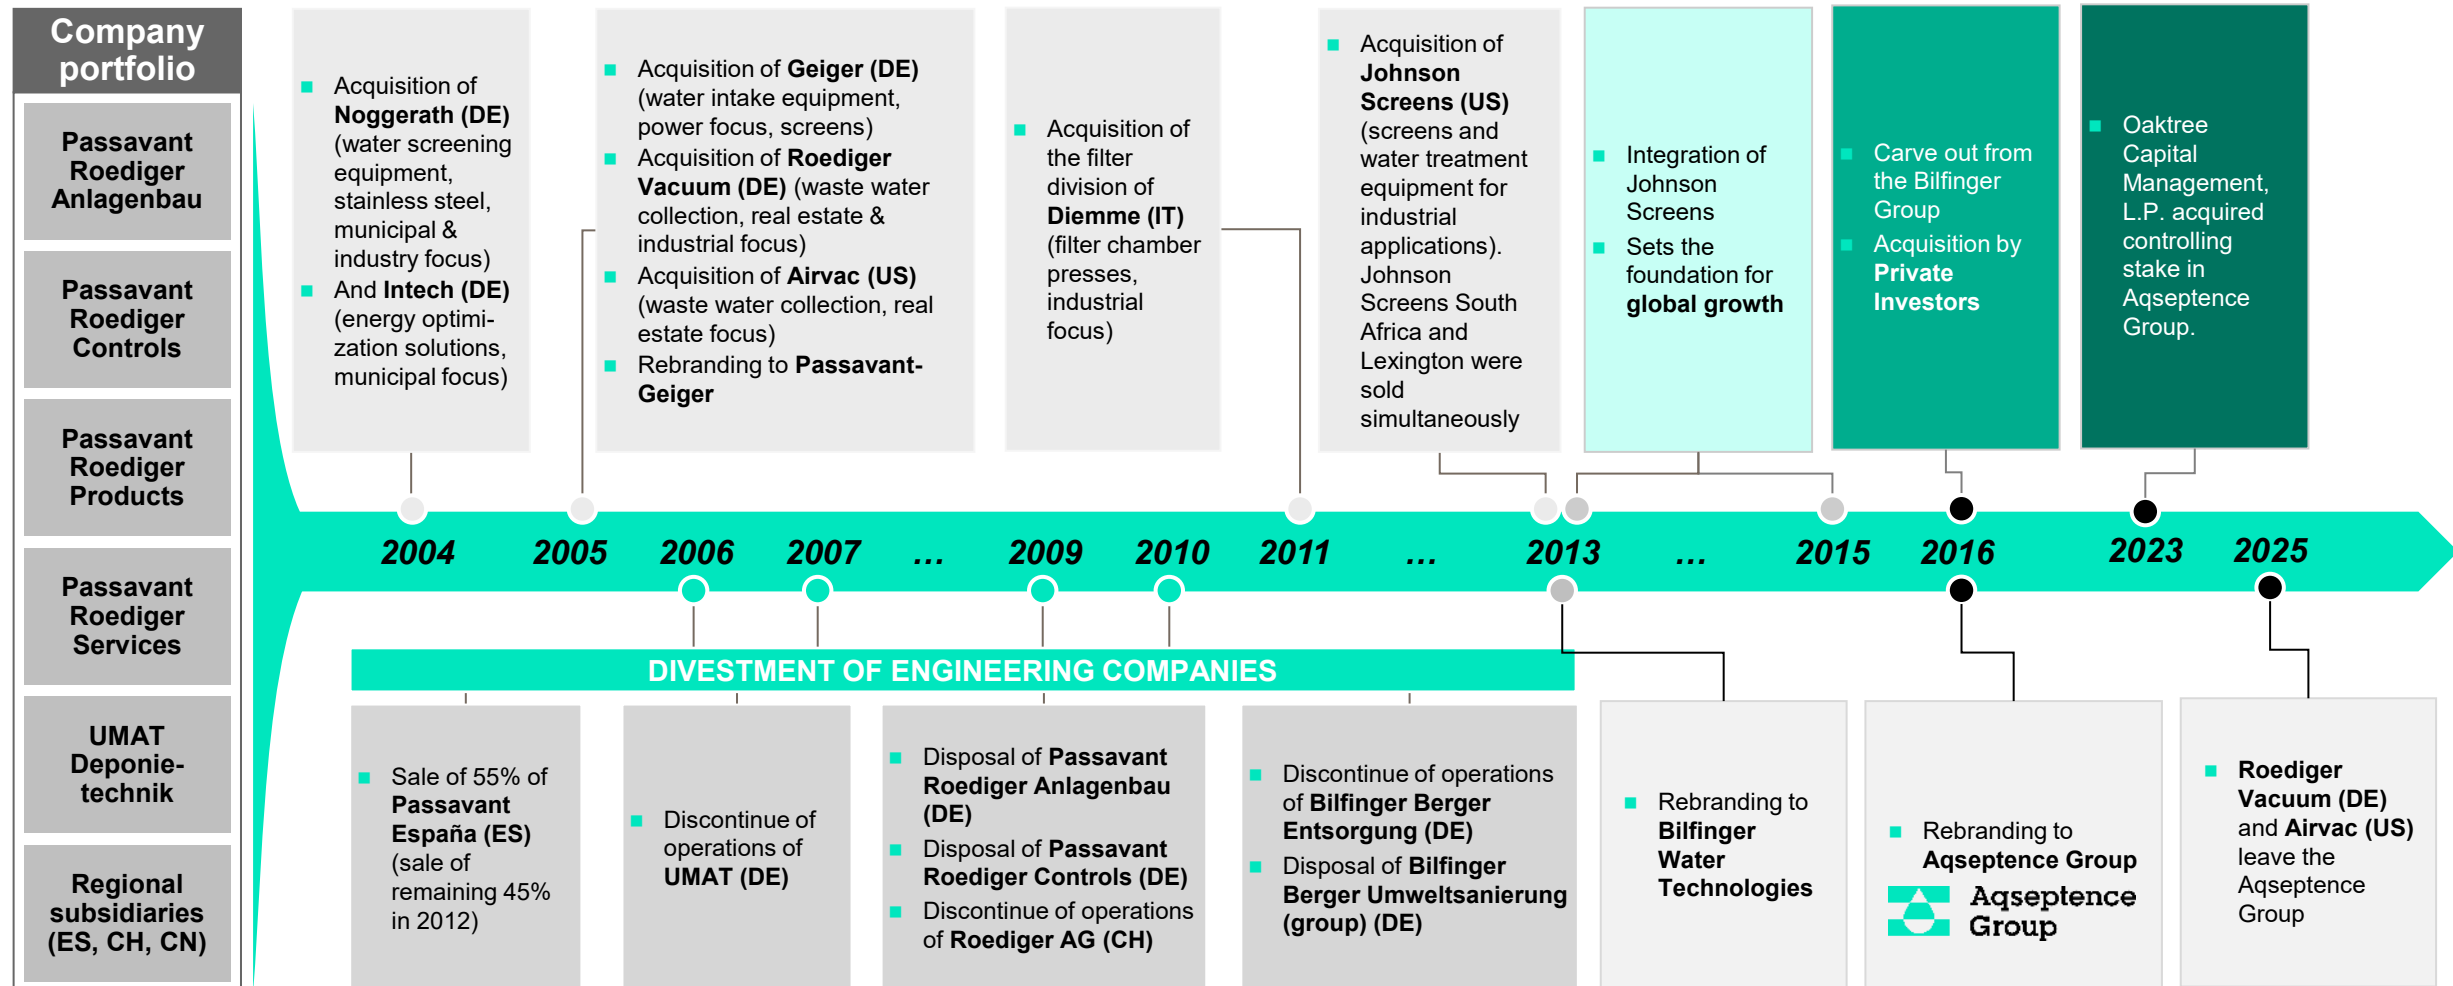 Company
portfolio
Passavant
Roediger
Anlagenbau
Passavant
Roediger
Controls
Passavant
Roediger
Products
Passavant
Roediger
Services
UMAT
Deponie-
technik
Regional
subsidiaries
(ES, CH, CN)
Acquisition of
Noggerath (DE)
(water screening
equipment,
stainless steel,
municipal &
industry focus)
And Intech (DE)
(energy optimi-
zation solutions,
municipal focus)
Acquisition of Geiger (DE)
(water intake equipment,
power focus, screens)
Acquisition of Roediger
Vacuum (DE) (waste water
collection, real estate &
industrial focus)
Acquisition of Airvac (US)
(waste water collection, real
estate focus)
Rebranding to Passavant-
Geiger
Acquisition of
the filter
division of
Diemme (IT)
(filter chamber
presses,
industrial
focus)
Acquisition of
Johnson
Screens (US)
(screens and
water treatment
equipment for
industrial
applications).
Johnson
Screens South
Africa and
Lexington were
sold
simultaneously
Integration of
Johnson
Screens
Sets the
foundation for
global growth
Carve out from
the Bilfinger
Group
Acquisition by
Private
Investors
Oaktree
Capital
Management,
L.P. acquired
controlling
stake in
Aqseptence
Group.
2004 2005 2006 2007 ... 2009 2010 2011 ... 2013 ... 2015 2016 2023 2025
DIVESTMENT OF ENGINEERING COMPANIES
Sale of 55% of
Passavant
España (ES)
(sale of
remaining 45%
in 2012)
Discontinue of
operations of
UMAT (DE)
Disposal of Passavant
Roediger Anlagenbau
(DE)
Disposal of Passavant
Roediger Controls (DE)
Discontinue of operations
of Roediger AG (CH)
Discontinue of operations
of Bilfinger Berger
Entsorgung (DE)
Disposal of Bilfinger
Berger Umweltsanierung
(group) (DE)
Rebranding to
Bilfinger
Water
Technologies
Rebranding to
Aqseptence Group
Aqseptence
Group
Roediger
Vacuum (DE)
and Airvac (US)
leave the
Aqseptence
Group